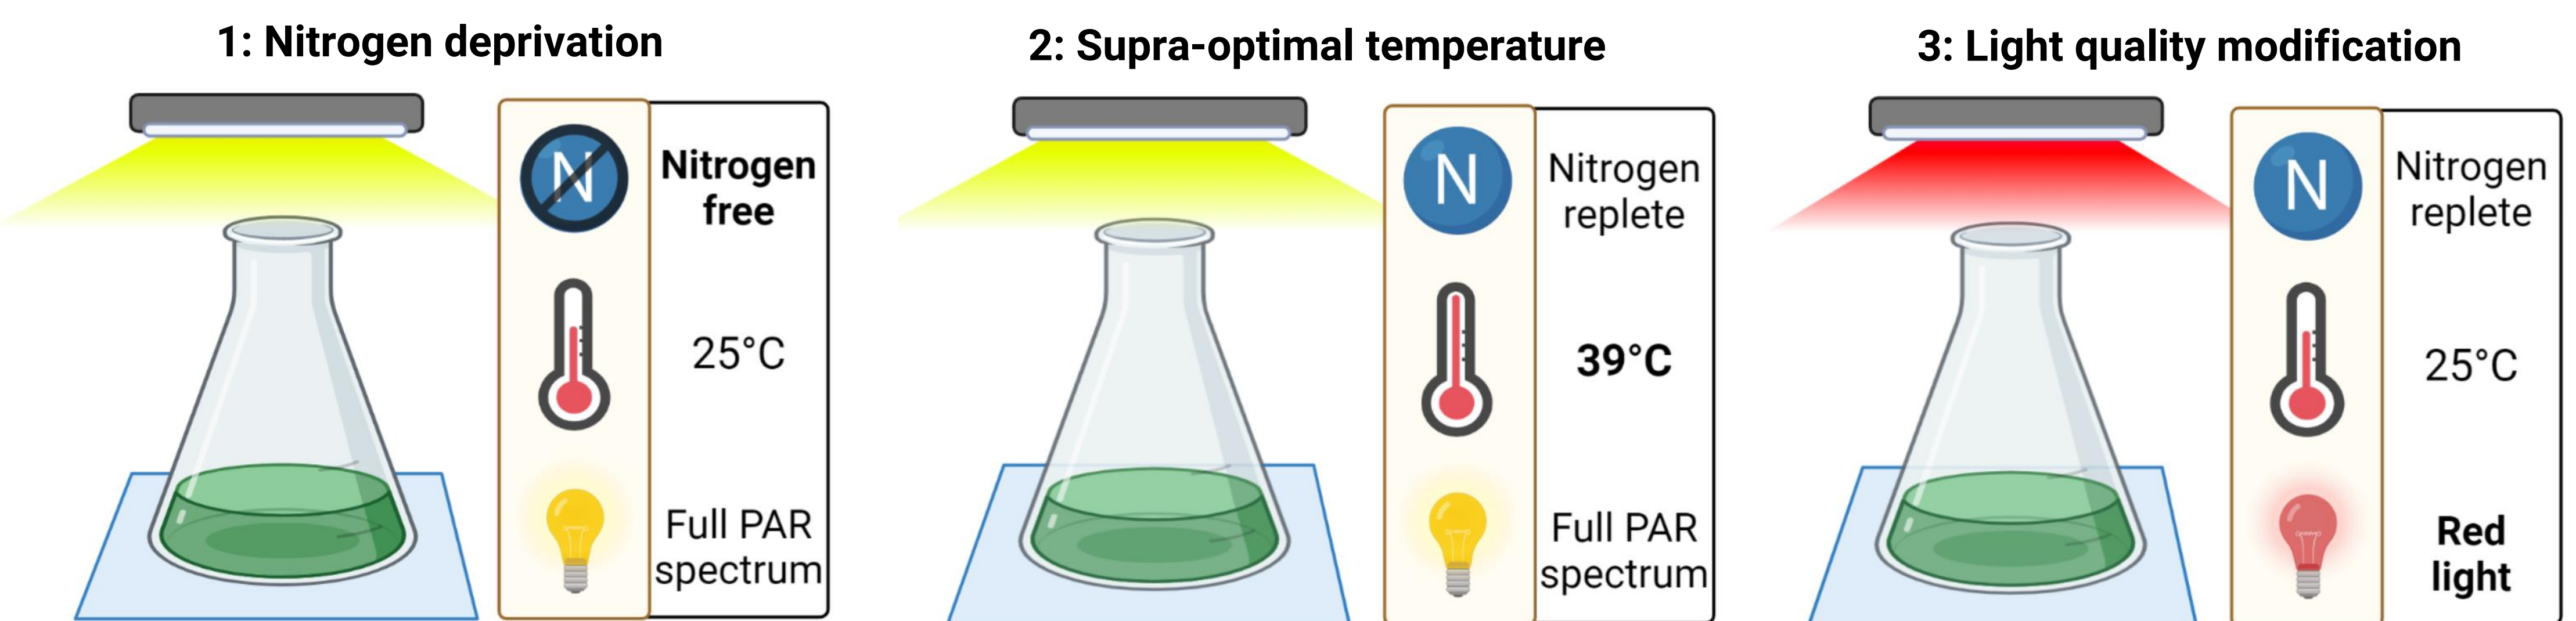 1: Nitrogen deprivation
N
Nitrogen
free
25°C
Full PAR
spectrum
2: Supra-optimal temperature
N
Nitrogen
replete
39°C
Full PAR
spectrum
3: Light quality modification
N
Nitrogen
replete
25°C
Red
light